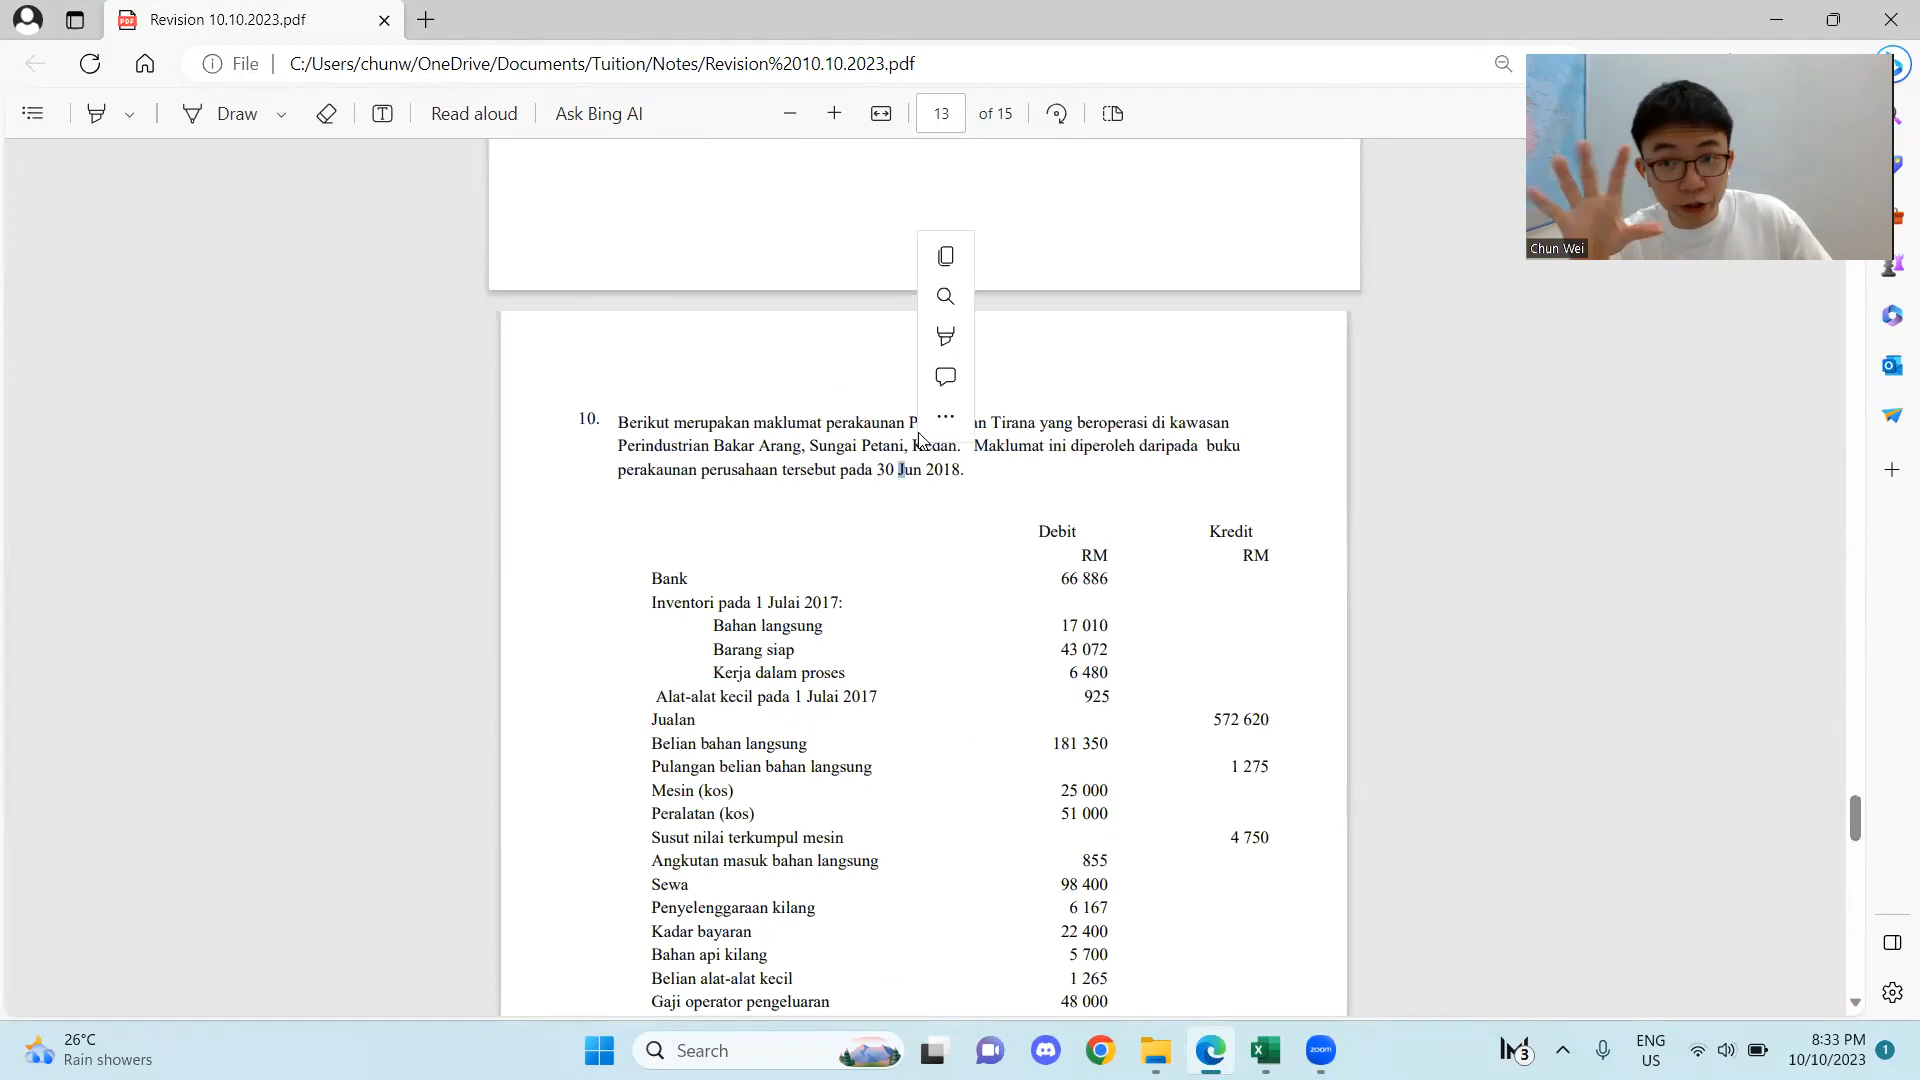 Revision 10.10.2023.pdf
File
C:/Users/chunw/OneDrive/Documents/Tuition/Notes/Revision%2010.10.2023.pdf
Draw
Read aloud
Ask Bing AI
13
of 15
Chun Wei
10. Berikut merupakan maklumat perakaunan P an Tirana yang beroperasi di kawasan
Perindustrian Bakar Arang, Sungai Petani, Kedah. Maklumat ini diperoleh daripada buku
perakaunan perusahaan tersebut pada 30 Jun 2018.
Debit Kredit
RM RM
Bank 66 886
Inventori pada 1 Julai 2017:
Bahan langsung 17 010
Barang siap 43 072
Kerja dalam proses 6 480
Alat-alat kecil pada 1 Julai 2017 925
Jualan 572 620
Belian bahan langsung 181 350
Pulangan belian bahan langsung 1 275
Mesin (kos) 25 000
Peralatan (kos) 51 000
Susut nilai terkumpul mesin 4 750
Angkutan masuk bahan langsung 855
Sewa 98 400
Penyelenggaraan kilang 6 167
Kadar bayaran 22 400
Bahan api kilang 5 700
Belian alat-alat kecil 1 265
Gaji operator pengeluaran 48 000
26°C
Rain showers
Search
zoom
3
ENG
US
8:33 PM
10/10/2023
1